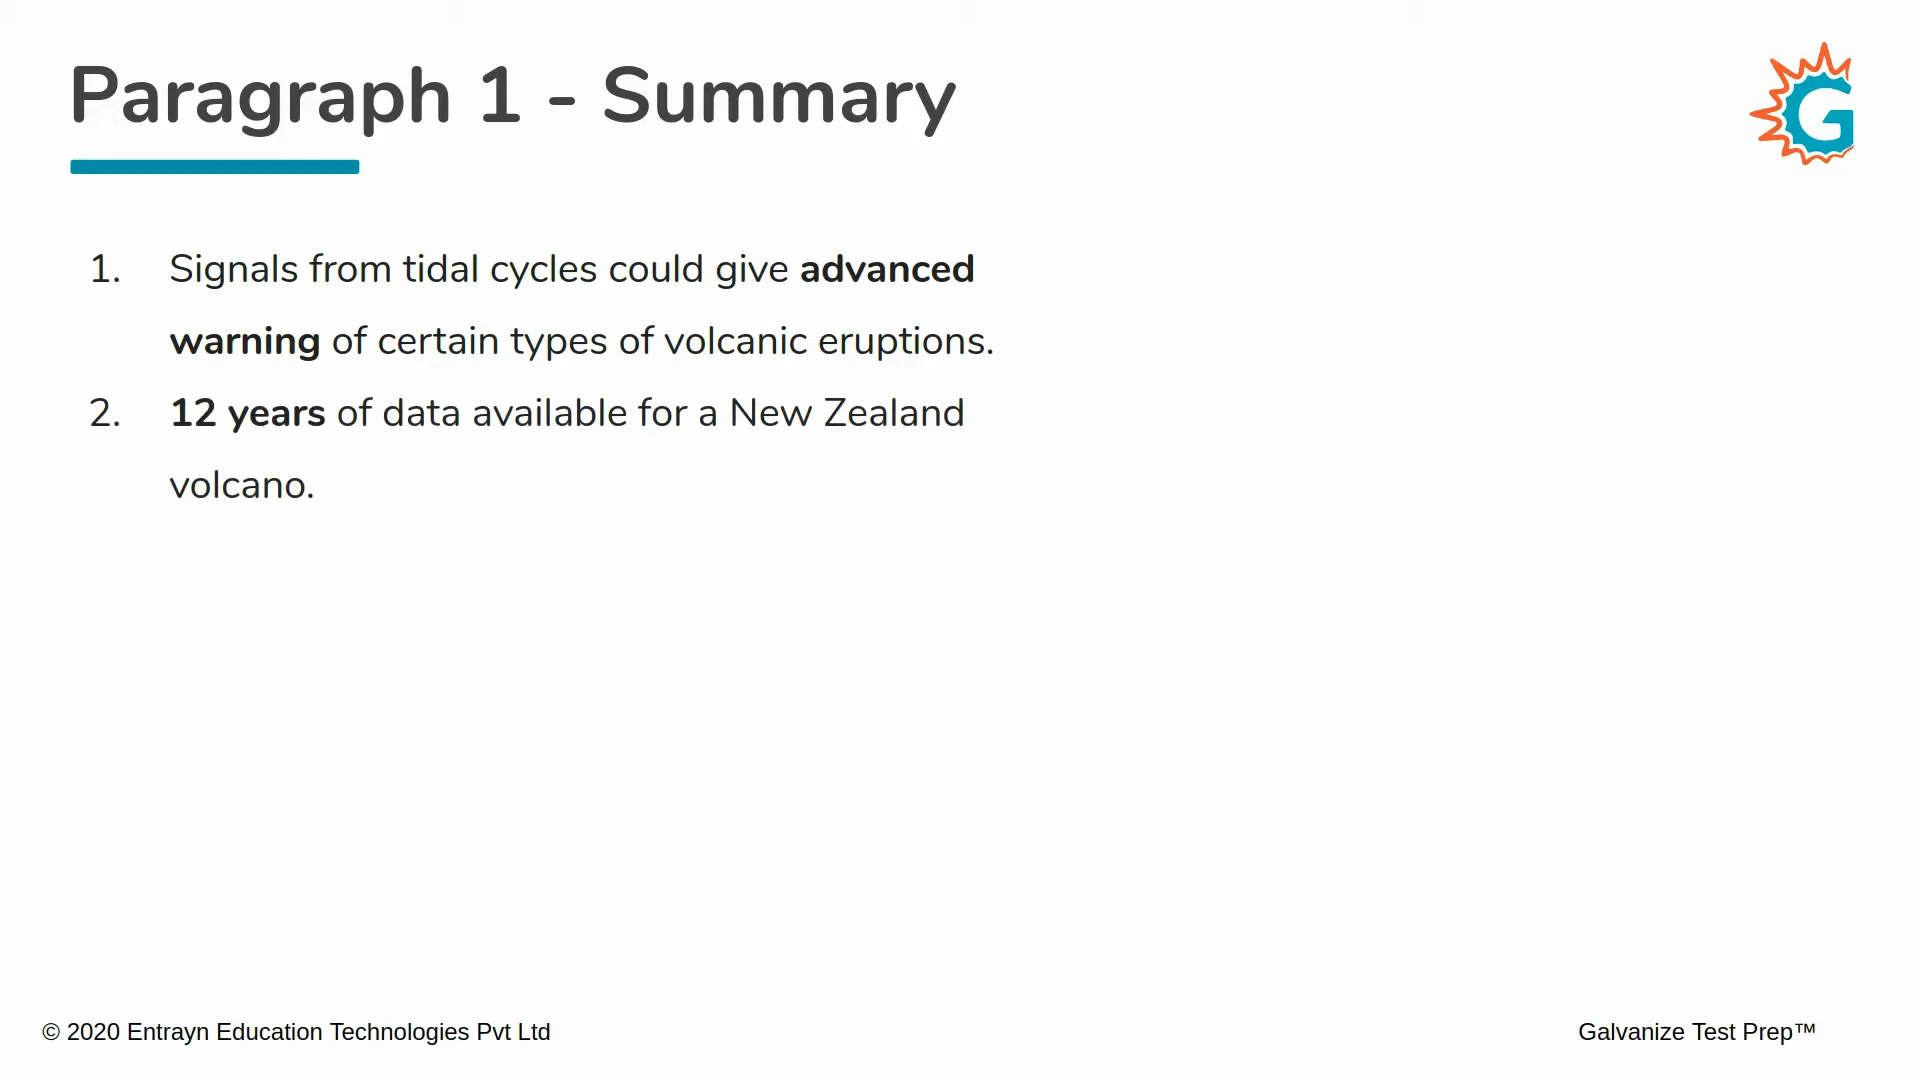 Paragraph 1 - Summary
G
1. Signals from tidal cycles could give advanced
warning of certain types of volcanic eruptions.
2. 12 years of data available for a New Zealand
volcano.
© 2020 Entrayn Education Technologies Pvt Ltd
Galvanize Test Prep™